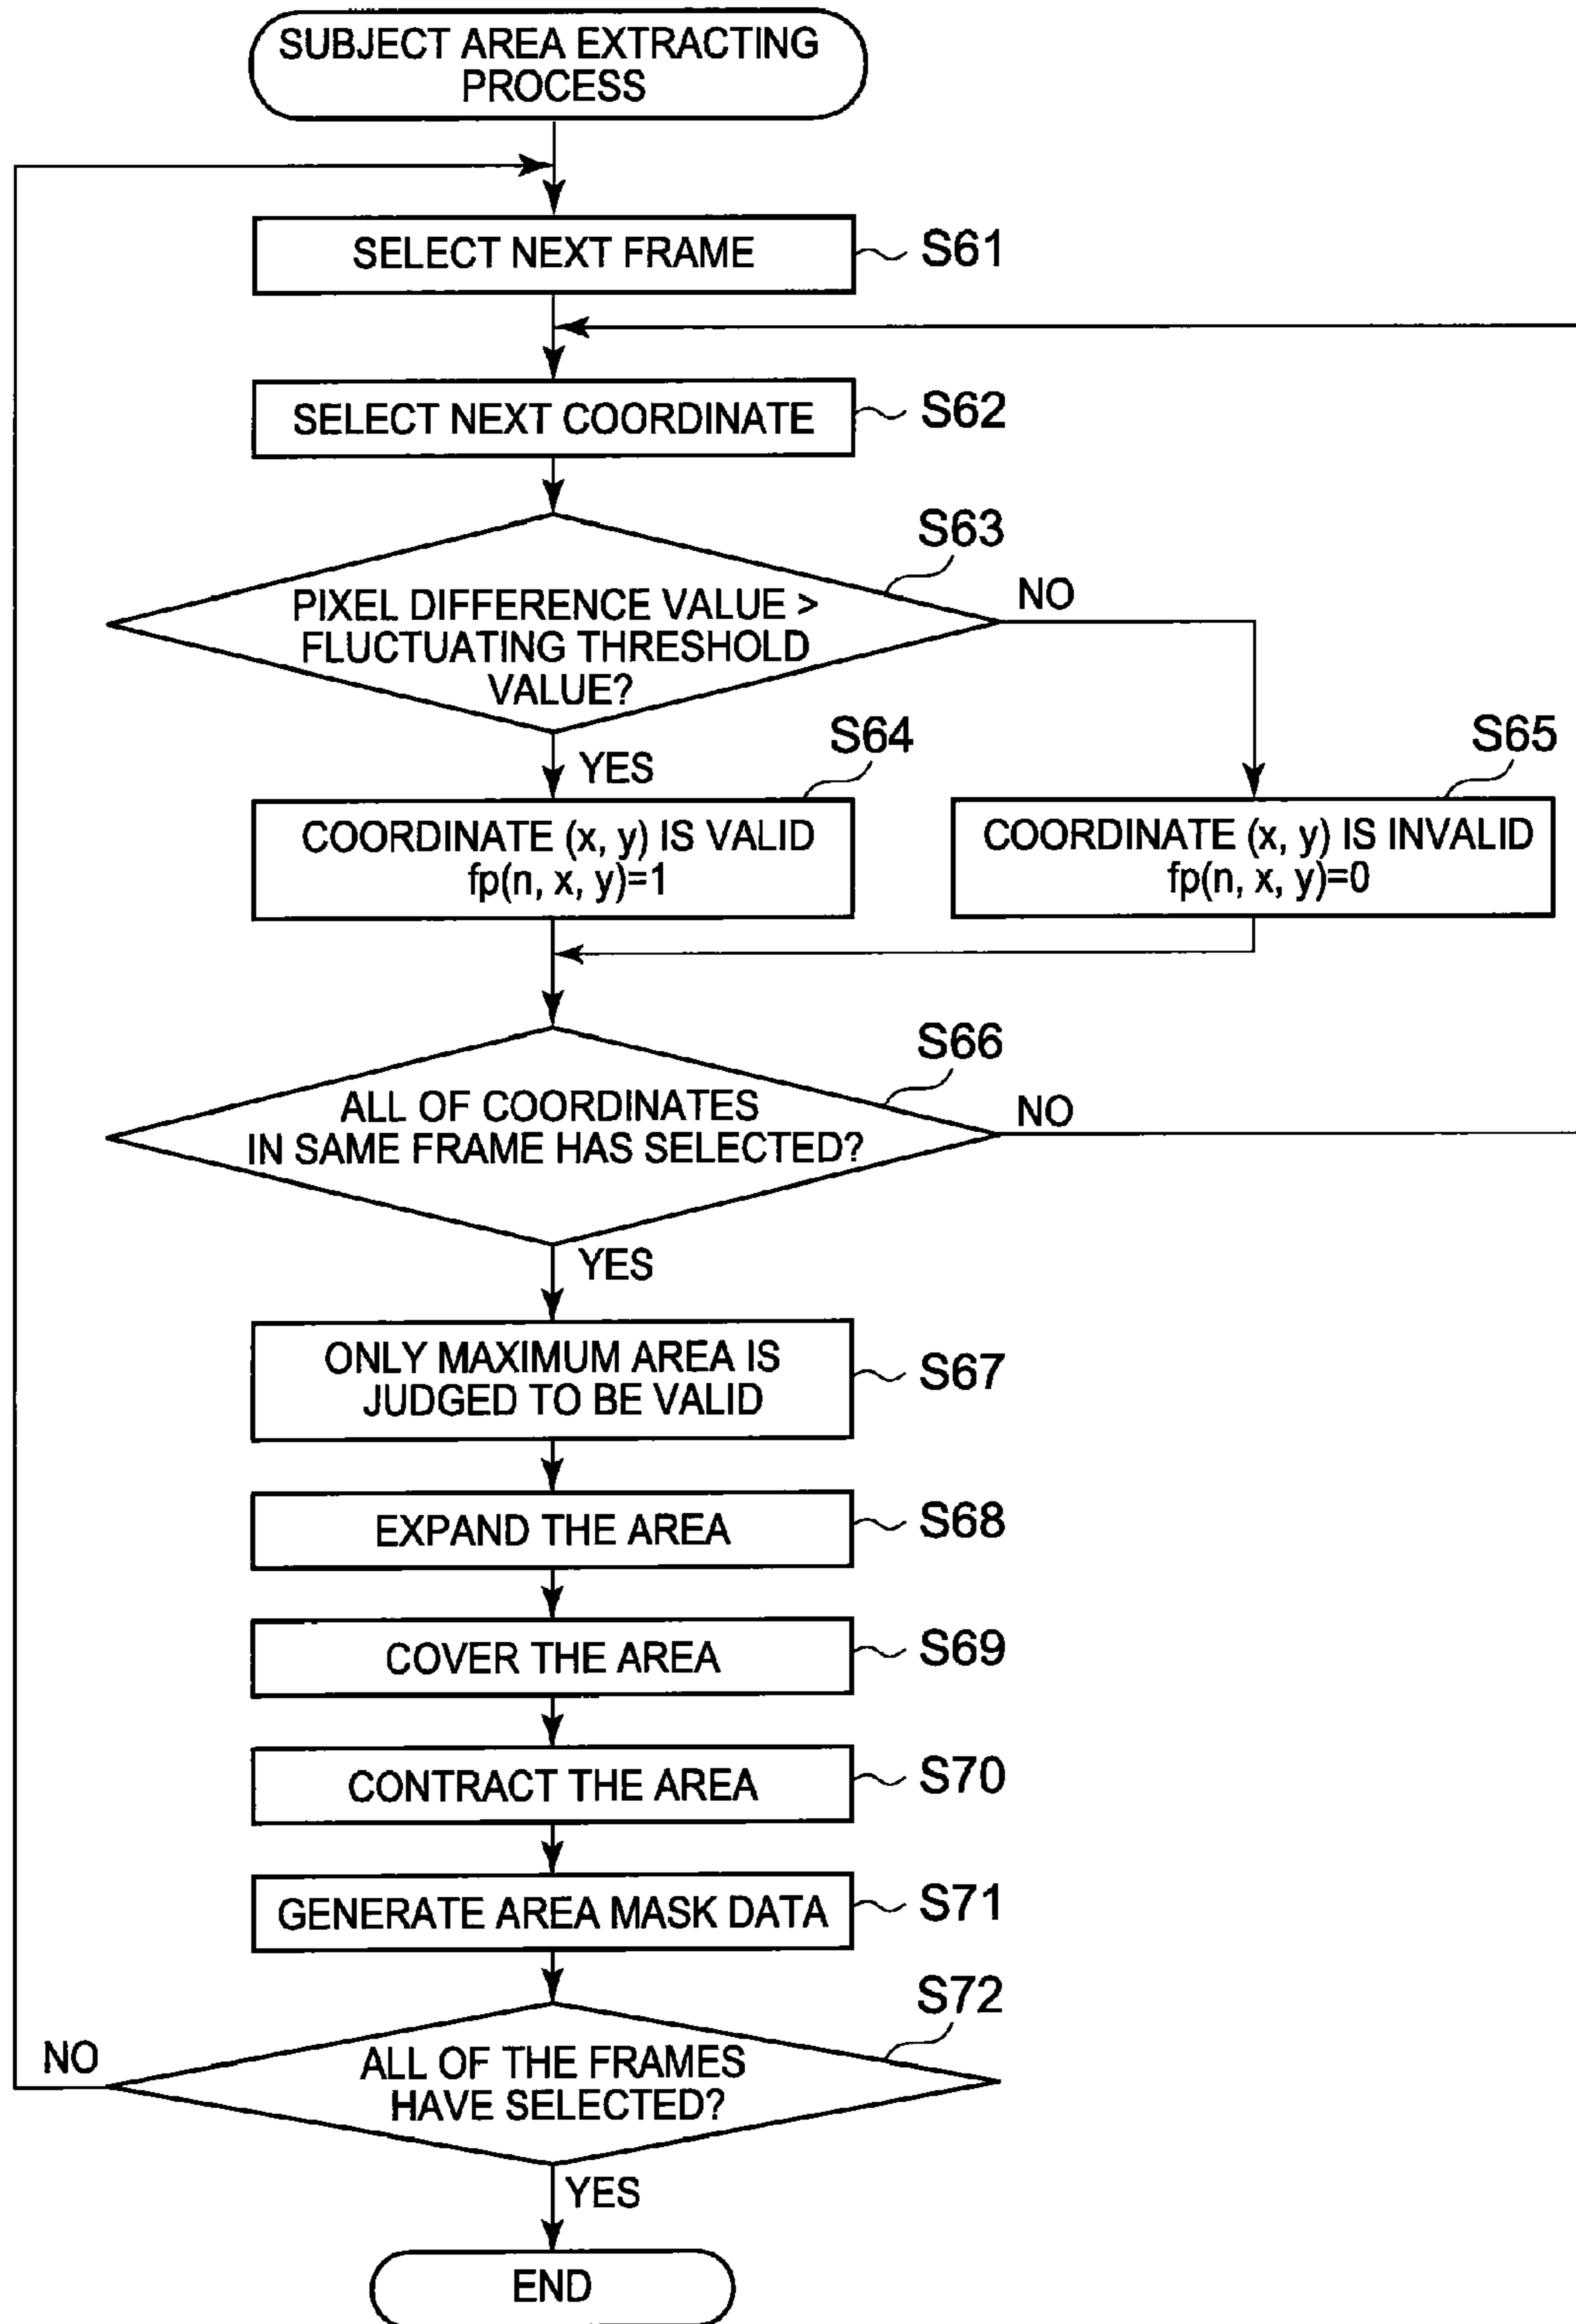 SUBJECT AREA EXTRACTING
PROCESS
SELECT NEXT FRAME
S61
SELECT NEXT COORDINATE
S62
S63
PIXEL DIFFERENCE VALUE >
FLUCTUATING THRESHOLD
VALUE?
NO
YES
S64
COORDINATE (x, y) IS VALID
fp(n, x, y)=1
S65
COORDINATE (x, y) IS INVALID
fp(n, x, y)=0
S66
ALL OF COORDINATES
IN SAME FRAME HAS SELECTED?
NO
YES
ONLY MAXIMUM AREA IS
JUDGED TO BE VALID
S67
EXPAND THE AREA
S68
COVER THE AREA
S69
CONTRACT THE AREA
S70
GENERATE AREA MASK DATA
S71
S72
NO
ALL OF THE FRAMES
HAVE SELECTED?
YES
END